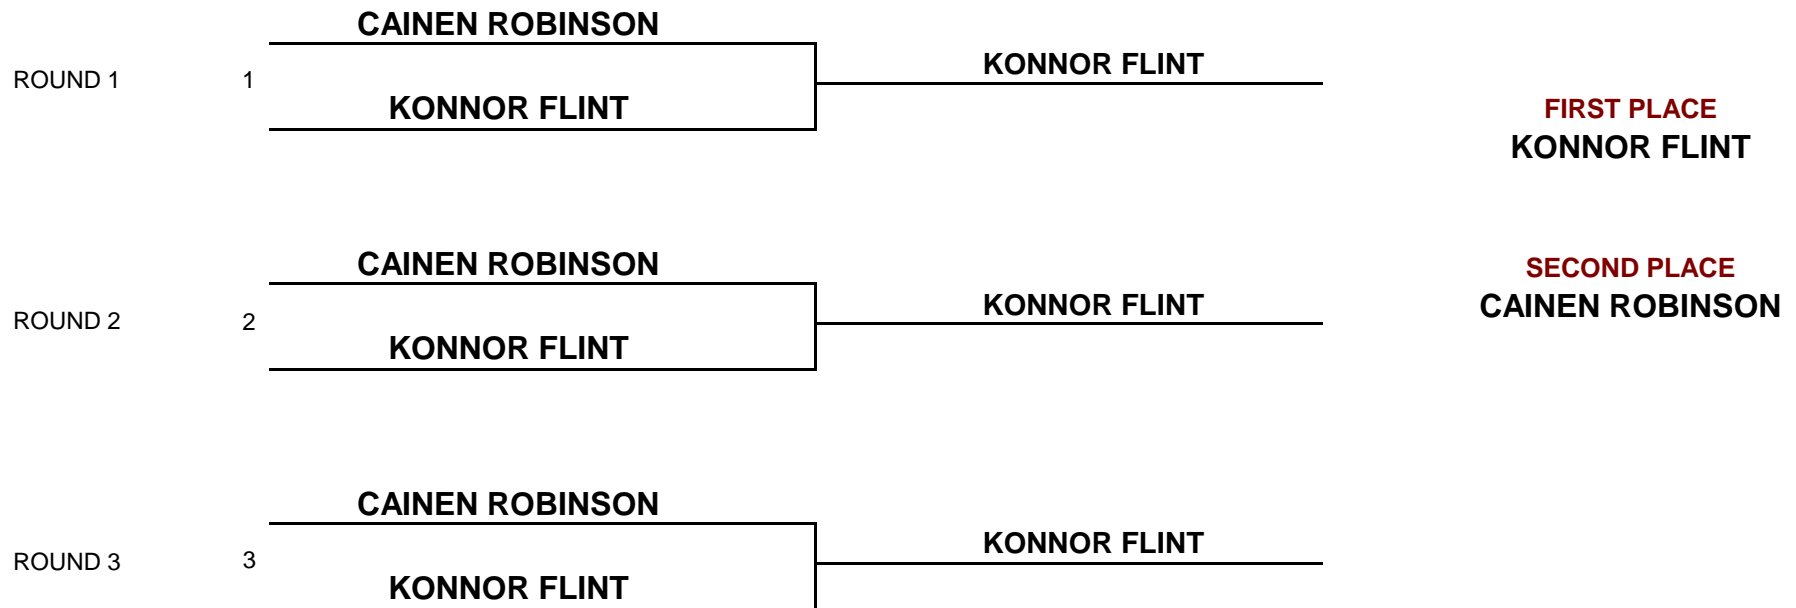 CAINEN ROBINSON
ROUND 1
1
KONNOR FLINT
KONNOR FLINT
FIRST PLACE
KONNOR FLINT
CAINEN ROBINSON
ROUND 2
2
KONNOR FLINT
KONNOR FLINT
SECOND PLACE
CAINEN ROBINSON
CAINEN ROBINSON
ROUND 3
3
KONNOR FLINT
KONNOR FLINT